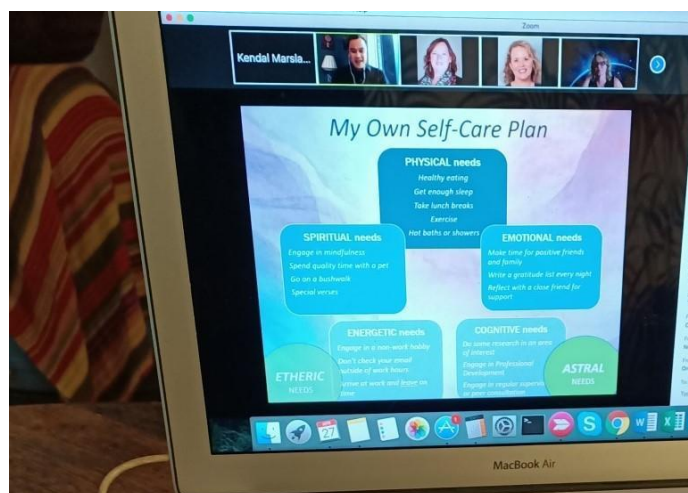 Zoom
Kendal Marsla...
My Own Self-Care Plan
PHYSICAL needs
Healthy eating
Get enough sleep
Take lunch breaks
Exercise
Hot baths or showers
SPIRITUAL needs
Engage in mindfulness
Spend quality time with a pet
Go on a bushwalk
Special verses
EMOTIONAL needs
Make time for positive friends
and family
Write a gratitude list every night
Reflect with a close friend for
support
ENERGETIC needs
Engage in a non-work hobby
Don't check your email
outside of work hours
Arrive at work and leave on
time
ETHERIC
NEEDS
COGNITIVE needs
Do some research in an area
of interest
Engage in Professional
Development
Engage in regular
or peer consultation
ASTRAL
NEEDS
27
1
S
W
X
MacBook Air